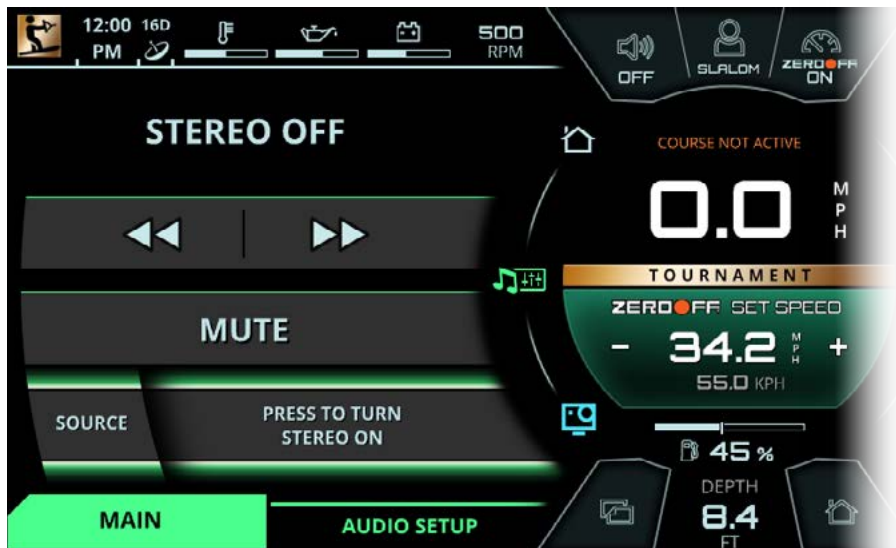 12:00 16D
PM
500
RPM
OFF
SLALOM
ZEROOFF
ON
STEREO OFF
COURSE NOT ACTIVE
0.0 MPH
TOURNAMENT
MUTE
ZEROOFF SET SPEED
- 34.2 MPH +
55.0 KPH
SOURCE
PRESS TO TURN
STEREO ON
45 %
DEPTH
8.4
FT
MAIN
AUDIO SETUP